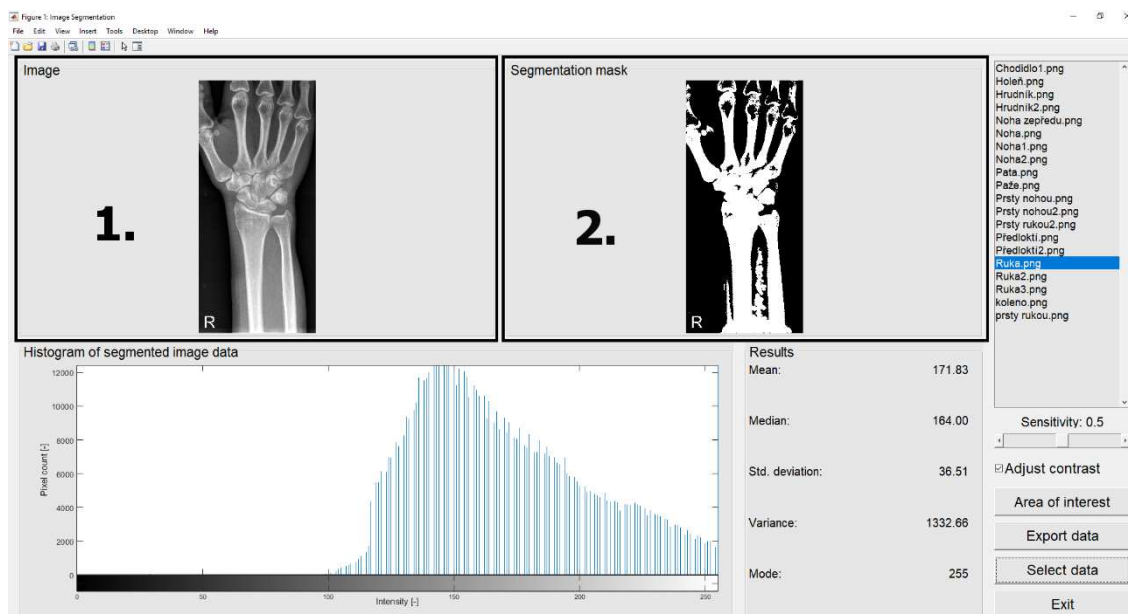 Figure 1: Image Segmentation
File Edit View Insert Tools Desktop Window Help
Image
1.
R
Segmentation mask
2.
R
Chodidlo1.png
Holeň.png
Hrudník.png
Hrudník2.png
Noha zepředu.png
Noha.png
Noha1.png
Noha2.png
Pata.png
Paže.png
Prsty nohou.png
Prsty nohou2.png
Prsty rukou2.png
Předloktí.png
Předloktí2.png
Ruka.png
Ruka2.png
Ruka3.png
koleno.png
prsty rukou.png
Histogram of segmented image data
12000
10000
8000
6000
4000
2000
0
Pixel count [-]
0 50 100 150 200 250
Intensity [-]
Results
Mean: 171.83
Median: 164.00
Std. deviation: 36.51
Variance: 1332.66
Mode: 255
Sensitivity: 0.5
Adjust contrast
Area of interest
Export data
Select data
Exit